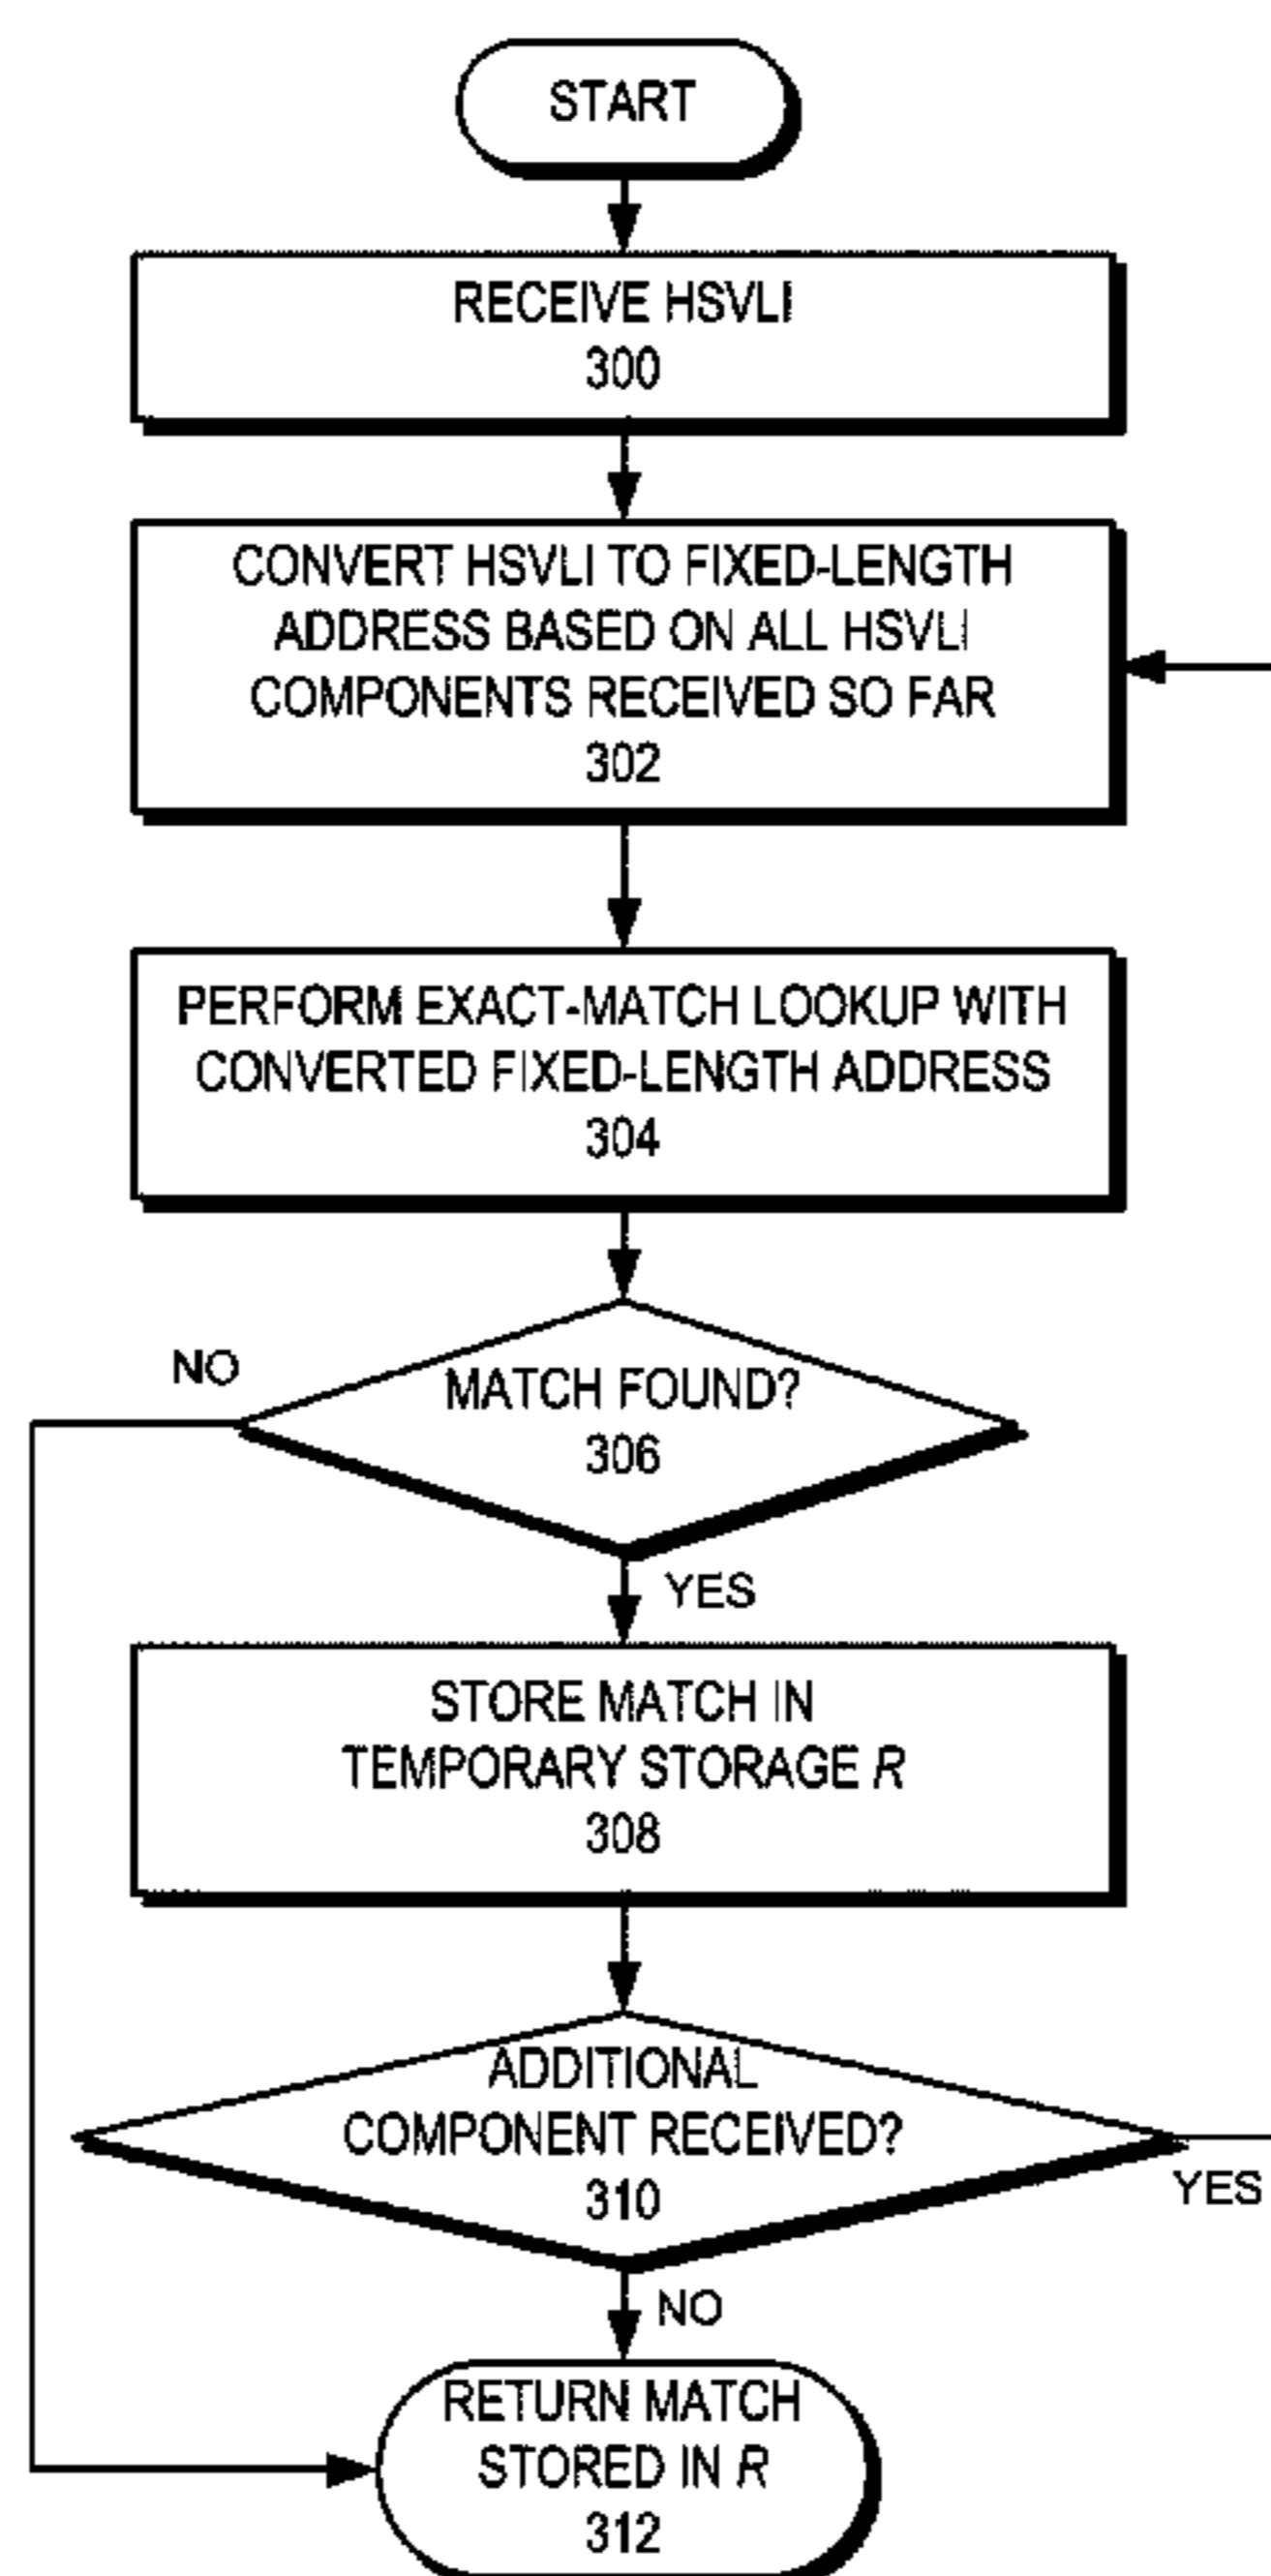 START
RECEIVE HSVLI
300
CONVERT HSVLI TO FIXED-LENGTH
ADDRESS BASED ON ALL HSVLI
COMPONENTS RECEIVED SO FAR
302
PERFORM EXACT-MATCH LOOKUP WITH
CONVERTED FIXED-LENGTH ADDRESS
304
NO
MATCH FOUND?
306
YES
STORE MATCH IN
TEMPORARY STORAGE R
308
ADDITIONAL
COMPONENT RECEIVED?
310
YES
NO
RETURN MATCH
STORED IN R
312